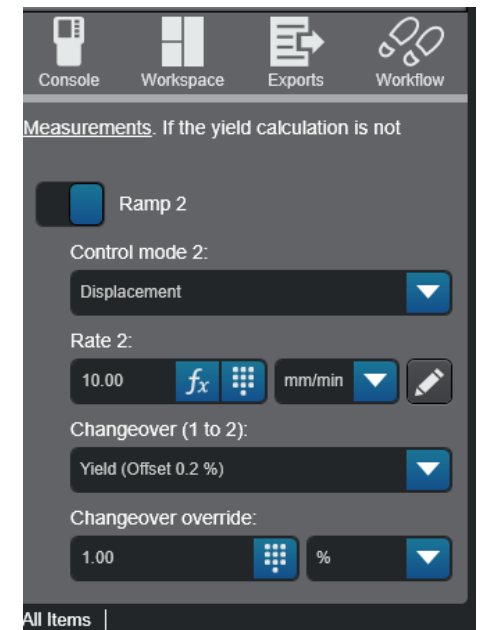 Console Workspace Exports Workflow
Measurements. If the yield calculation is not
Ramp 2
Control mode 2:
Displacement
Rate 2:
10.00 fx mm/min
Changeover (1 to 2):
Yield (Offset 0.2 %)
Changeover override:
1.00 %
All Items